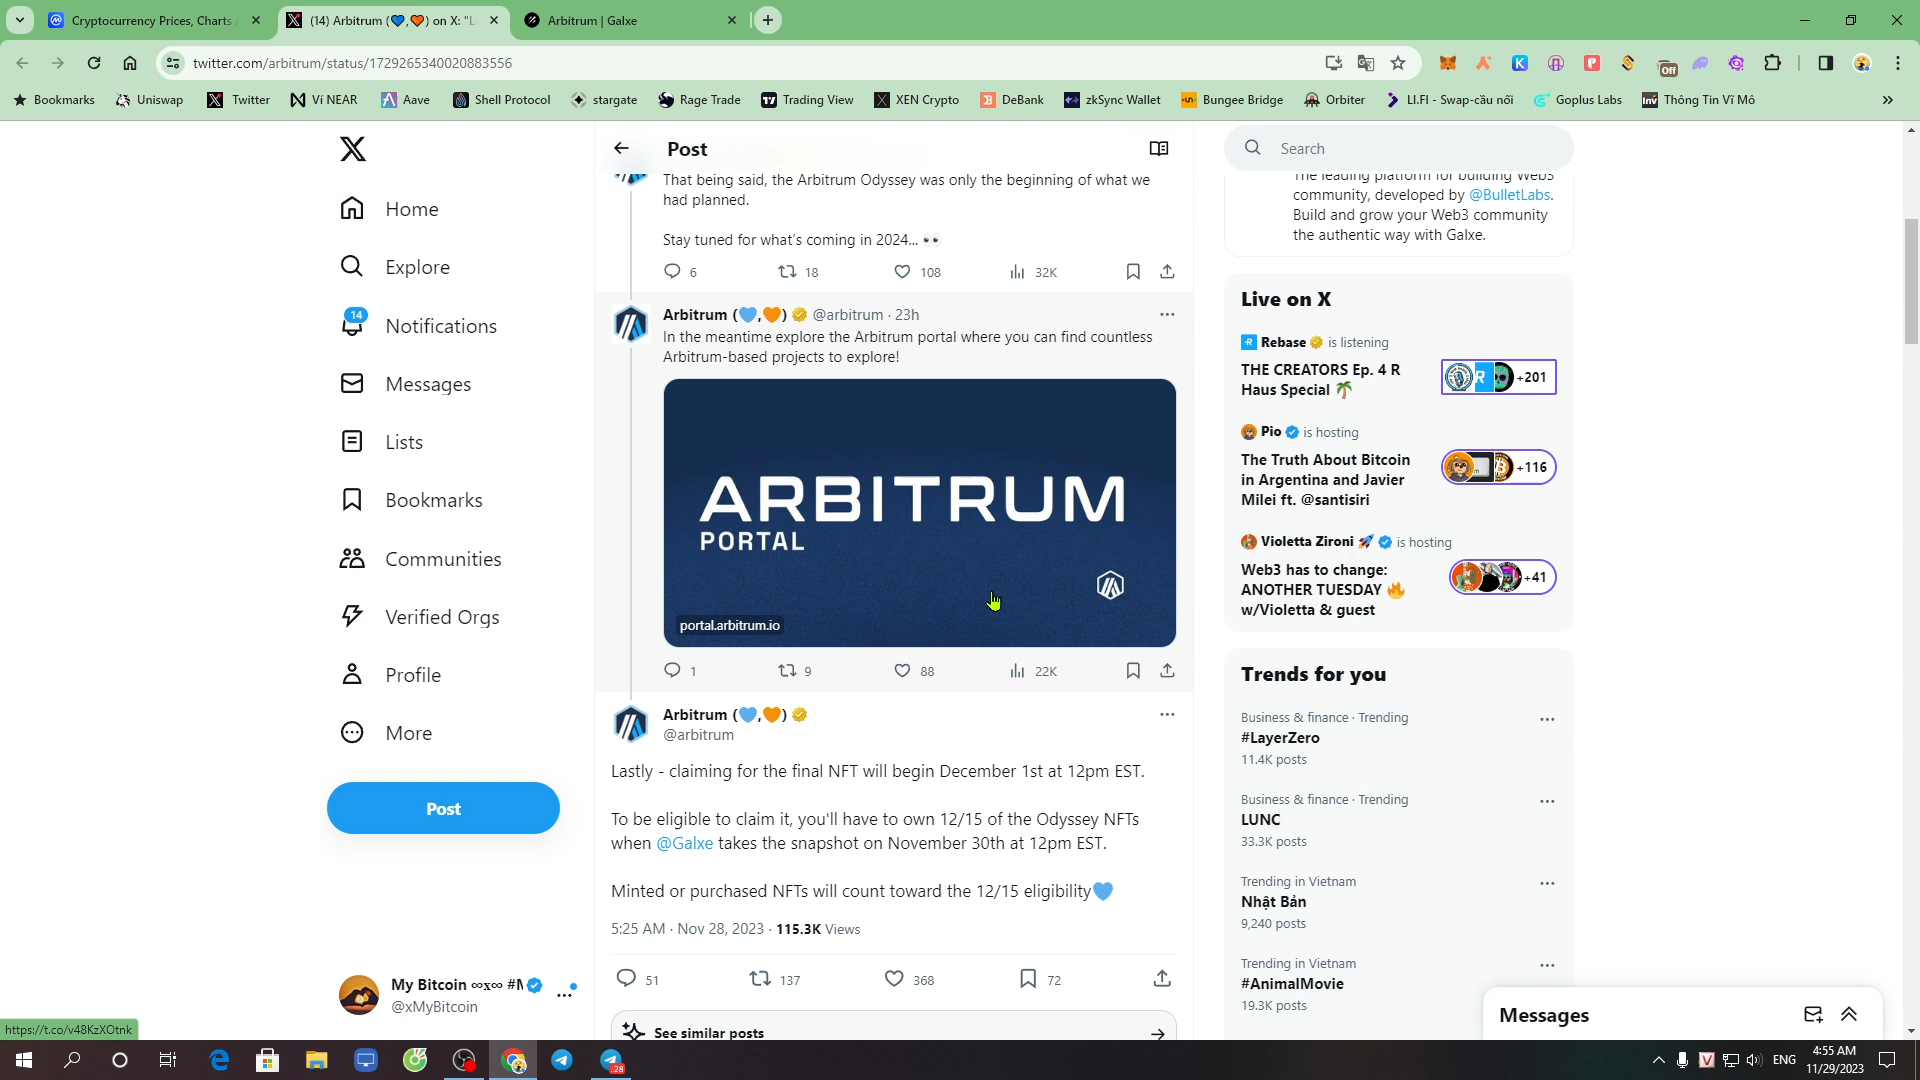 Cryptocurrency Prices, Charts
(14) Arbitrum (💙,🧡) on X: "L
Arbitrum | Galxe
twitter.com/arbitrum/status/1729265340020883556
Off
Bookmarks
Uniswap
Twitter
Ví NEAR
Aave
Shell Protocol
stargate
Rage Trade
Trading View
XEN Crypto
DeBank
zkSync Wallet
Bungee Bridge
Orbiter
LI.FI - Swap-cầu nối
Goplus Labs
Thông Tin Vĩ Mô
Home
Explore
14
Notifications
Messages
Lists
Bookmarks
Communities
Verified Orgs
Profile
More
Post
My Bitcoin ∞x∞ #
@xMyBitcoin
https://t.co/v48KzXOtnk
Post
That being said, the Arbitrum Odyssey was only the beginning of what we
had planned.
Stay tuned for what's coming in 2024... 👀
6 18 108 32K
Arbitrum (💙,🧡) @arbitrum · 23h
In the meantime explore the Arbitrum portal where you can find countless
Arbitrum-based projects to explore!
ARBITRUM
PORTAL
portal.arbitrum.io
1 9 88 22K
Arbitrum (💙,🧡)
@arbitrum
Lastly - claiming for the final NFT will begin December 1st at 12pm EST.
To be eligible to claim it, you'll have to own 12/15 of the Odyssey NFTs
when @Galxe takes the snapshot on November 30th at 12pm EST.
Minted or purchased NFTs will count toward the 12/15 eligibility💙
5:25 AM · Nov 28, 2023 · 115.3K Views
51 137 368 72
See similar posts
Search
The leading platform for building Web3
community, developed by @BulletLabs.
Build and grow your Web3 community
the authentic way with Galxe.
Live on X
Rebase is listening
THE CREATORS Ep. 4 R
Haus Special 🌴
+201
Pio is hosting
The Truth About Bitcoin
in Argentina and Javier
Milei ft. @santisiri
+116
Violetta Zironi 🚀 is hosting
Web3 has to change:
ANOTHER TUESDAY 🔥
w/Violetta & guest
+41
Trends for you
Business & finance · Trending
#LayerZero
11.4K posts
Business & finance · Trending
LUNC
33.3K posts
Trending in Vietnam
Nhật Bản
9,240 posts
Trending in Vietnam
#AnimalMovie
19.3K posts
Messages
28
ENG
4:55 AM
11/29/2023